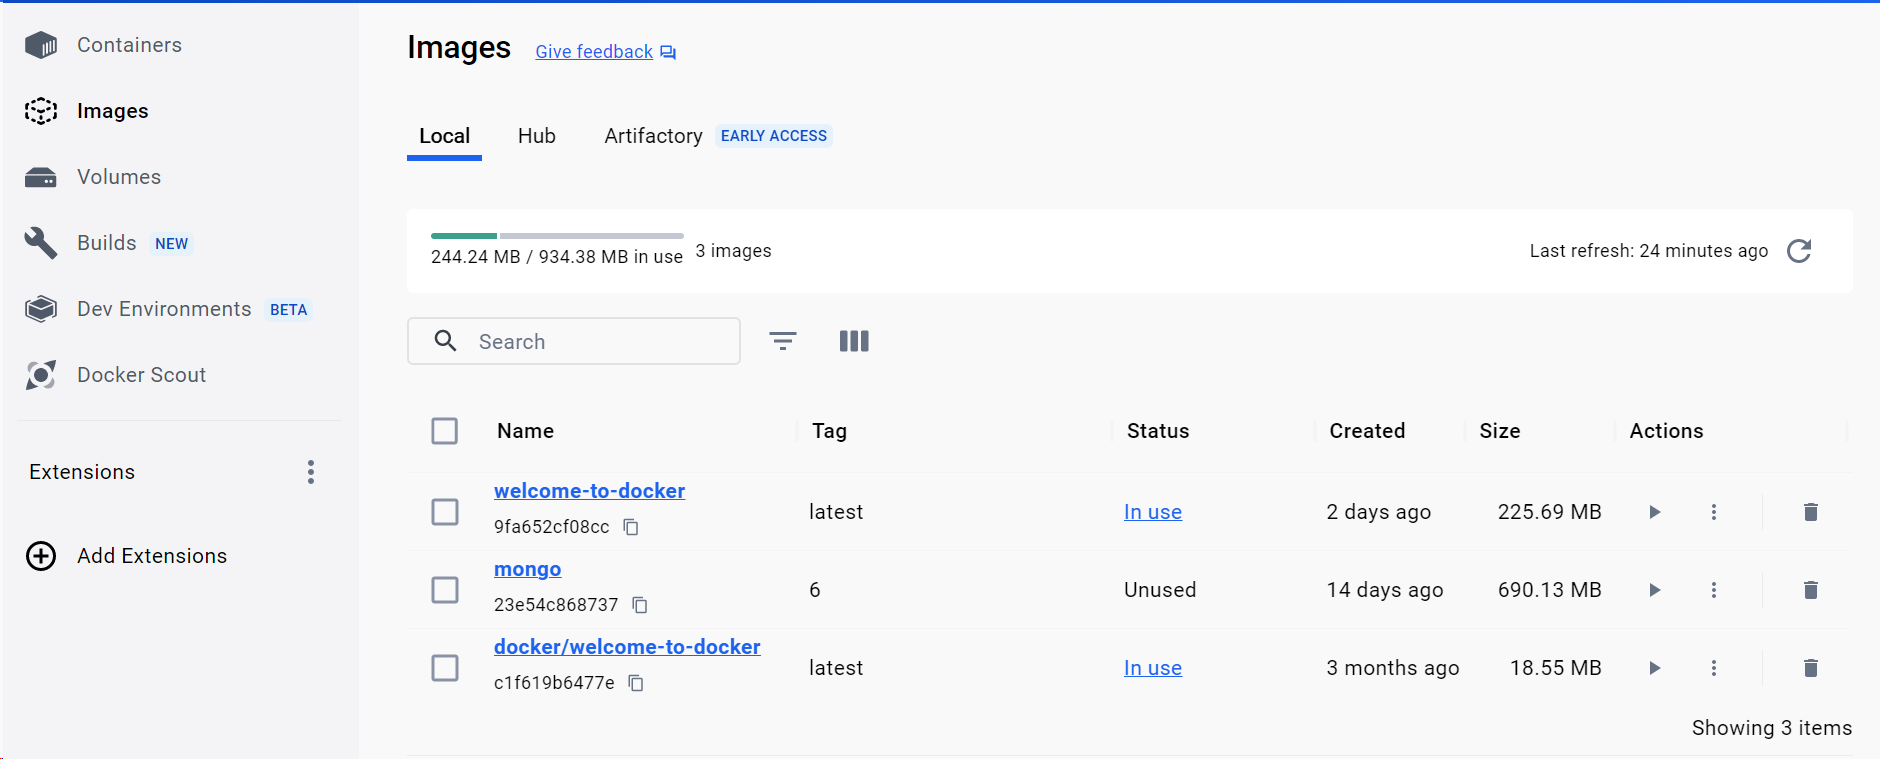 Containers
Images
Volumes
Builds NEW
Dev Environments BETA
Docker Scout
Extensions
Add Extensions
Images Give feedback
Local Hub Artifactory EARLY ACCESS
244.24 MB / 934.38 MB in use 3 images Last refresh: 24 minutes ago
Search
Name Tag Status Created Size Actions
welcome-to-docker
9fa652cf08cc latest In use 2 days ago 225.69 MB
mongo
23e54c868737 6 Unused 14 days ago 690.13 MB
docker/welcome-to-docker
c1f619b6477e latest In use 3 months ago 18.55 MB
Showing 3 items